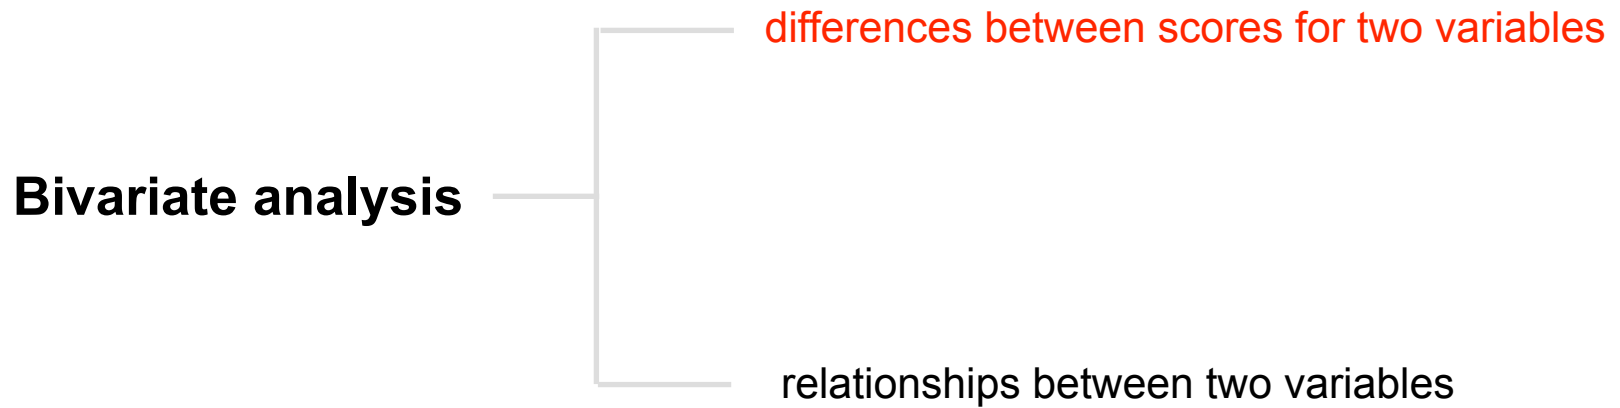 differences between scores for two variables
Bivariate analysis
relationships between two variables